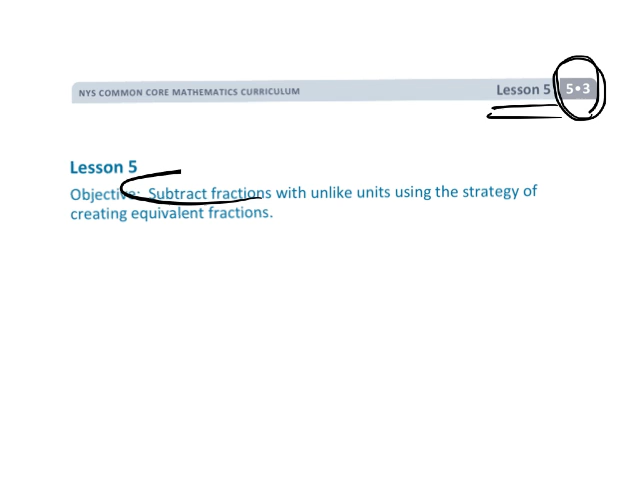 NYS COMMON CORE MATHEMATICS CURRICULUM Lesson 5 5•3
Lesson 5
Objective: Subtract fractions with unlike units using the strategy of
creating equivalent fractions.